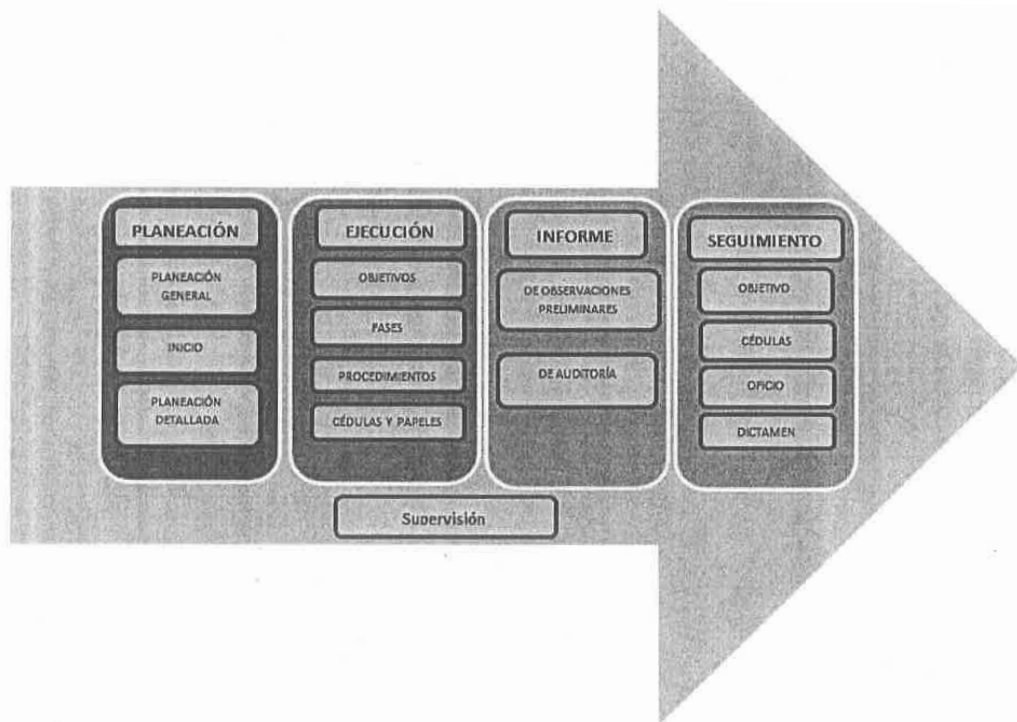 PLANEACIÓN
PLANEACIÓN
GENERAL
INICIO
PLANEACIÓN
DETALLADA
EJECUCIÓN
OBJETIVOS
FASES
PROCEDIMIENTOS
CÉDULAS Y PAPELES
INFORME
DE OBSERVACIONES
PRELIMINARES
DE AUDITORÍA
SEGUIMIENTO
OBJETIVO
CÉDULAS
OFICIO
DICTAMEN
Supervisión